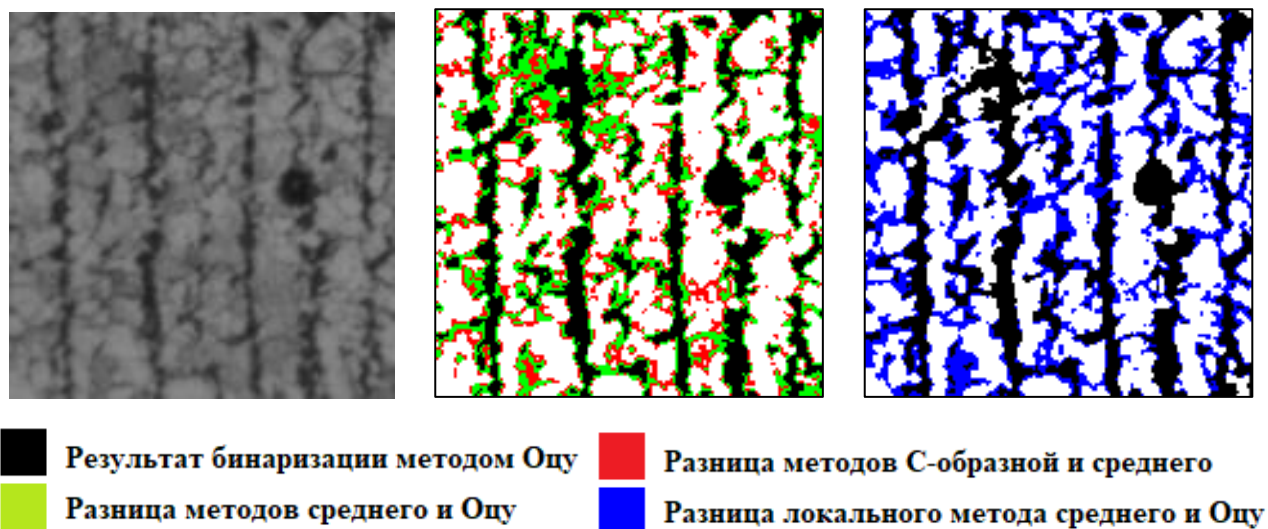 Результат бинаризации методом Оцу
Разница методов С-образной и среднего
Разница методов среднего и Оцу
Разница локального метода среднего и Оцу